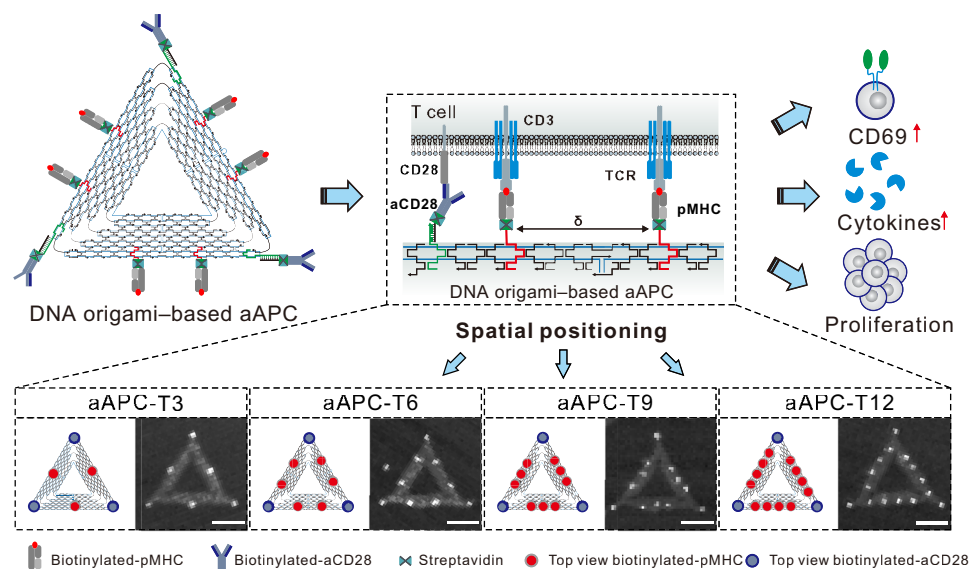 DNA origami–based aAPC
T cell
CD3
CD28
TCR
aCD28
pMHC
δ
DNA origami–based aAPC
CD69
Cytokines
Proliferation
Spatial positioning
aAPC-T3
aAPC-T6
aAPC-T9
aAPC-T12
Biotinylated-pMHC
Biotinylated-aCD28
Streptavidin
Top view biotinylated-pMHC
Top view biotinylated-aCD28